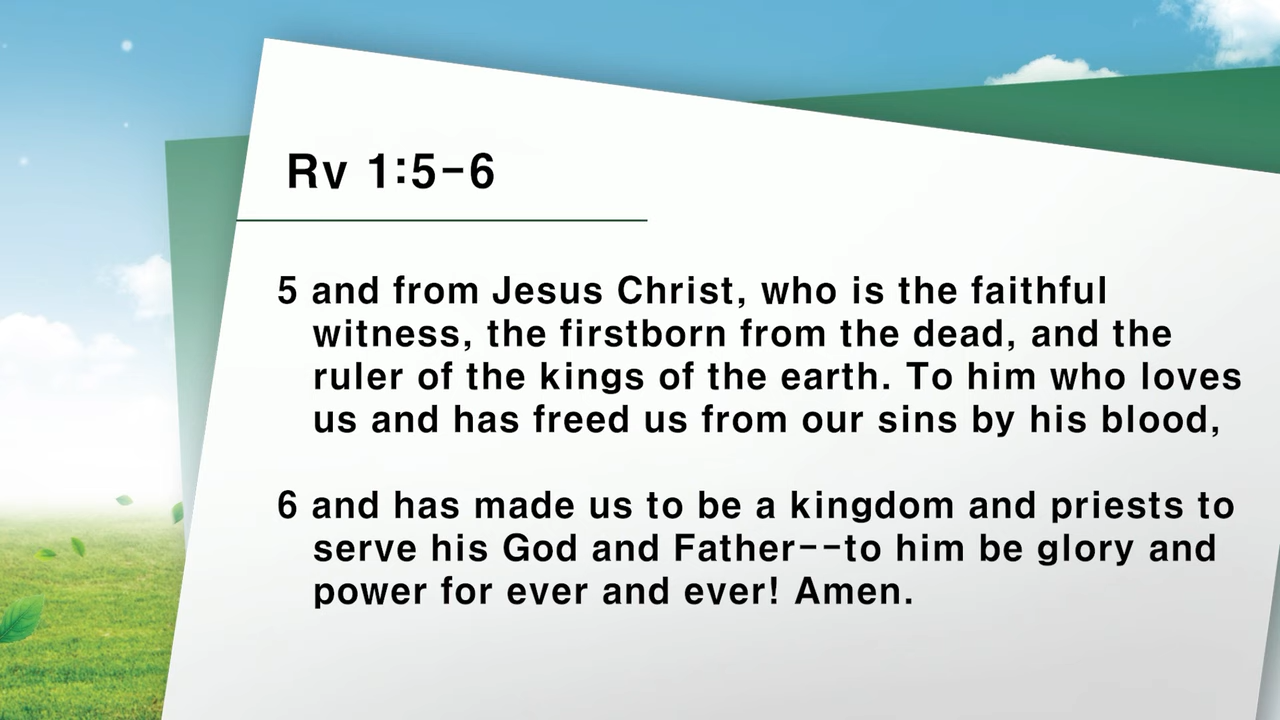 Rv 1:5-6
5 and from Jesus Christ, who is the faithful
witness, the firstborn from the dead, and the
ruler of the kings of the earth. To him who loves
us and has freed us from our sins by his blood,
6 and has made us to be a kingdom and priests to
serve his God and Father--to him be glory and
power for ever and ever! Amen.